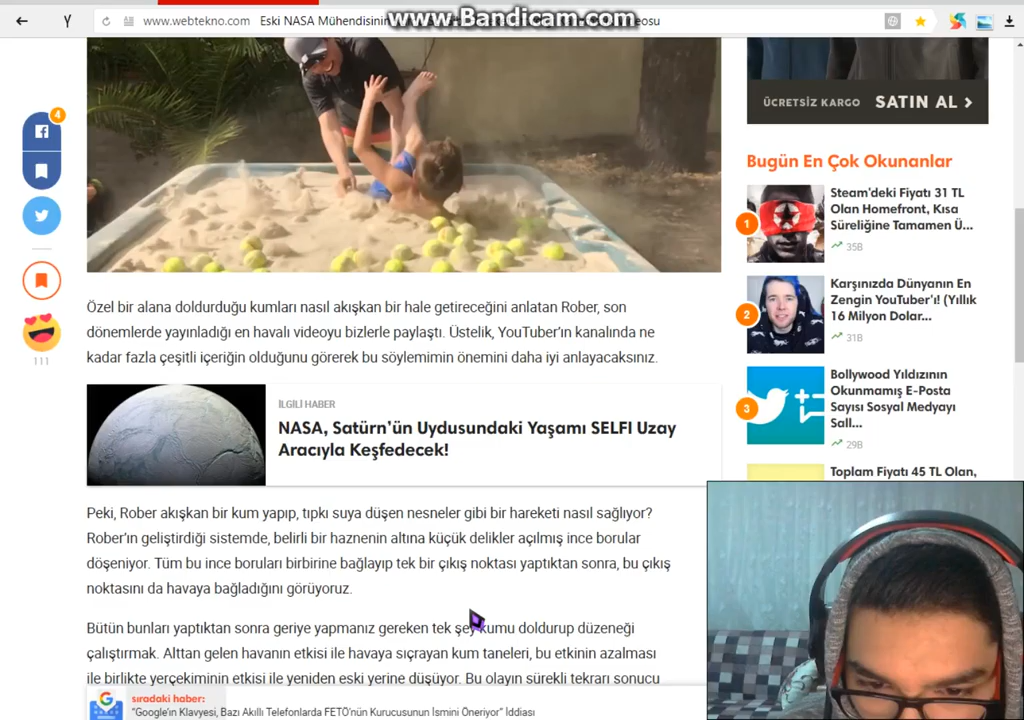 www.Bandicam.com
www.webtekno.com Eski NASA Mühendisinin eosu
4
111
Özel bir alana doldurduğu kumları nasıl akışkan bir hale getireceğini anlatan Rober, son
dönemlerde yayınladığı en havalı videoyu bizlerle paylaştı. Üstelik, YouTuber'ın kanalında ne
kadar fazla çeşitli içeriğin olduğunu görerek bu söylemimin önemini daha iyi anlayacaksınız.
İLGİLİ HABER
NASA, Satürn'ün Uydusundaki Yaşamı SELFI Uzay
Aracıyla Keşfedecek!
Peki, Rober akışkan bir kum yapıp, tıpkı suya düşen nesneler gibi bir hareketi nasıl sağlıyor?
Rober'ın geliştirdiği sistemde, belirli bir haznenin altına küçük delikler açılmış ince borular
döşeniyor. Tüm bu ince boruları birbirine bağlayıp tek bir çıkış noktası yaptıktan sonra, bu çıkış
noktasını da havaya bağladığını görüyoruz.
Bütün bunları yaptıktan sonra geriye yapmanız gereken tek şey kumu doldurup düzeneği
çalıştırmak. Alttan gelen havanın etkisi ile havaya sıçrayan kum taneleri, bu etkinin azalması
ile birlikte yerçekiminin etkisi ile yeniden eski yerine düşüyor. Bu olayın sürekli tekrarı sonucu
sıradaki haber:
"Google'ın Klavyesi, Bazı Akıllı Telefonlarda FETÖ'nün Kurucusunun İsmini Öneriyor" İddiası
ÜCRETSİZ KARGO SATIN AL >
Bugün En Çok Okunanlar
1
Steam'deki Fiyatı 31 TL
Olan Homefront, Kısa
Süreliğine Tamamen Ü...
35B
2
Karşınızda Dünyanın En
Zengin YouTuber'ı! (Yıllık
16 Milyon Dolar...
31B
3
Bollywood Yıldızının
Okunmamış E-Posta
Sayısı Sosyal Medyayı
Sall...
29B
Toplam Fiyatı 45 TL Olan,